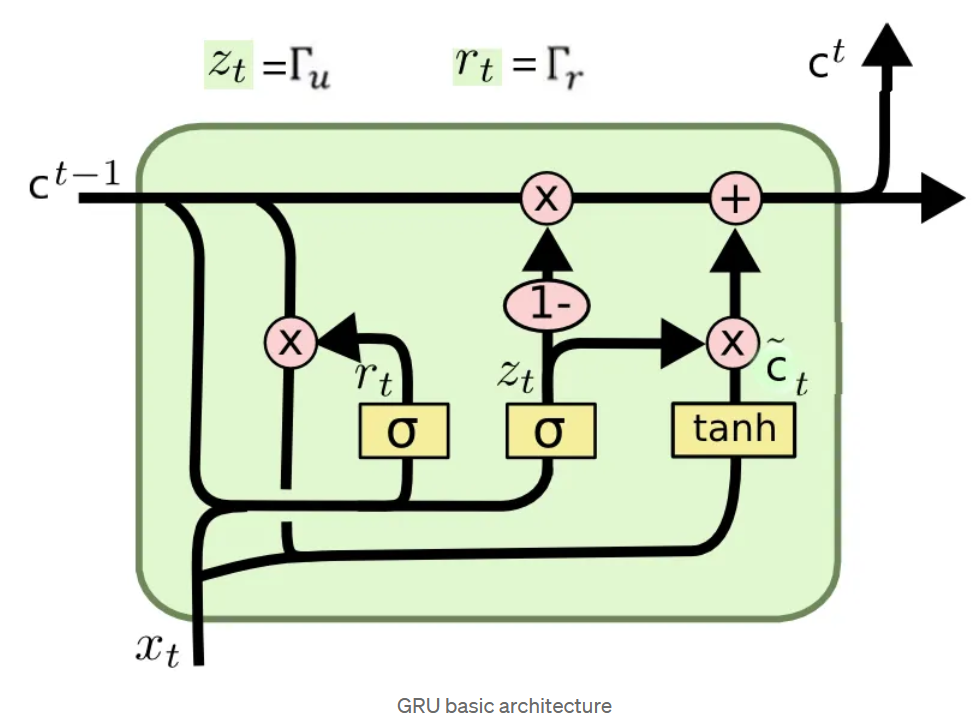 z_t = Γ_u    r_t = Γ_r    c^t
c^{t-1}    x    +
1-
x    x    c̃_t
r_t    z_t
σ    σ    tanh
x_t
GRU basic architecture